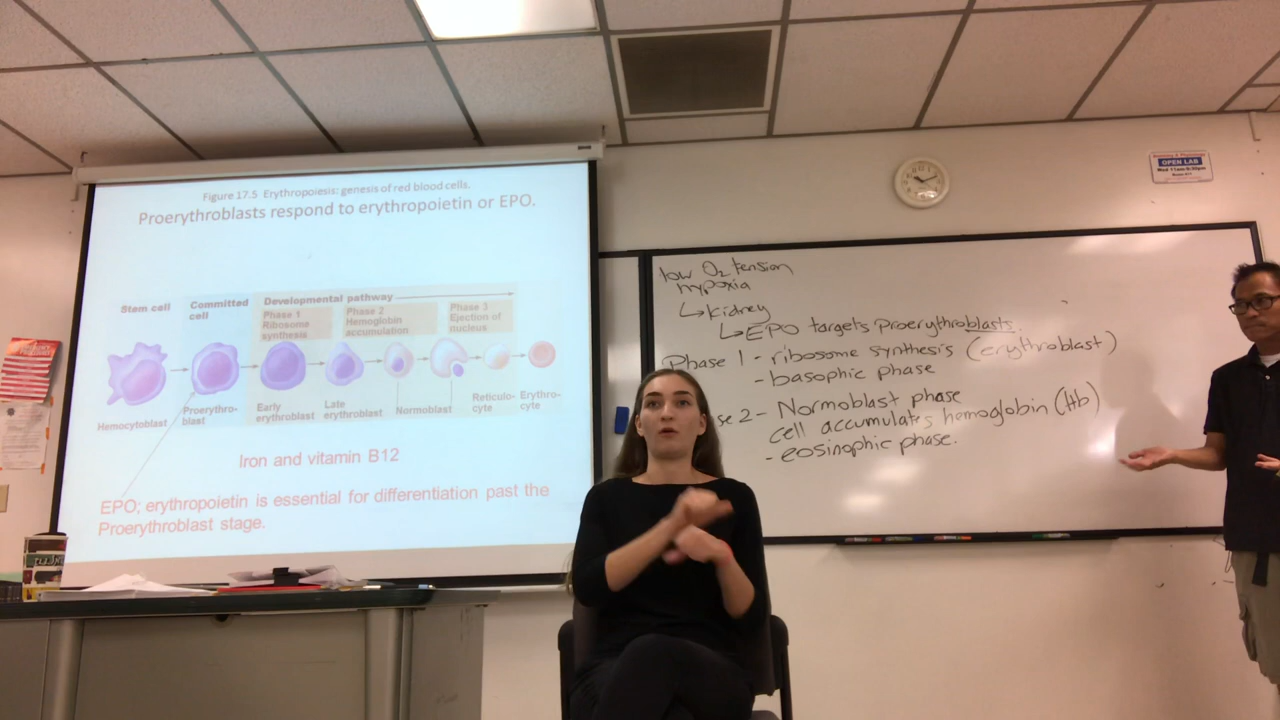 Figure 17.5 Erythropoiesis: genesis of red blood cells.
Proerythroblasts respond to erythropoietin or EPO.
Stem cell
Committed
cell
Developmental pathway
Phase 1
Ribosome
synthesis
Phase 2
Hemoglobin
accumulation
Phase 3
Ejection of
nucleus
Hemocytoblast
Proerythro-
blast
Early
erythroblast
Late
erythroblast
Normoblast
Reticulo-
cyte
Erythro-
cyte
Iron and vitamin B12
EPO; erythropoietin is essential for differentiation past the
Proerythroblast stage.
low O2 tension
hypoxia
↳ Kidney
↳ EPO targets proerythroblasts.
Phase 1 - ribosome synthesis (erythroblast)
- basophic phase
se 2 - Normoblast phase
cell accumulates hemoglobin (Hb)
- eosinophic phase.
OPEN LAB